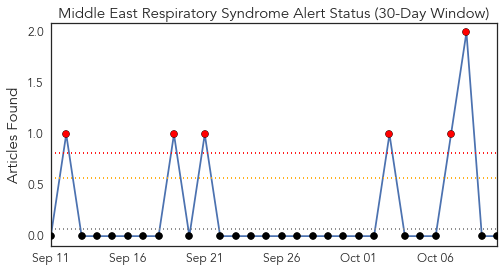 Middle East Respiratory Syndrome Alert Status (30-Day Window)
2.0
1.5
1.0
0.5
0.0
Articles Found
Sep 11 Sep 16 Sep 21 Sep 26 Oct 01 Oct 06